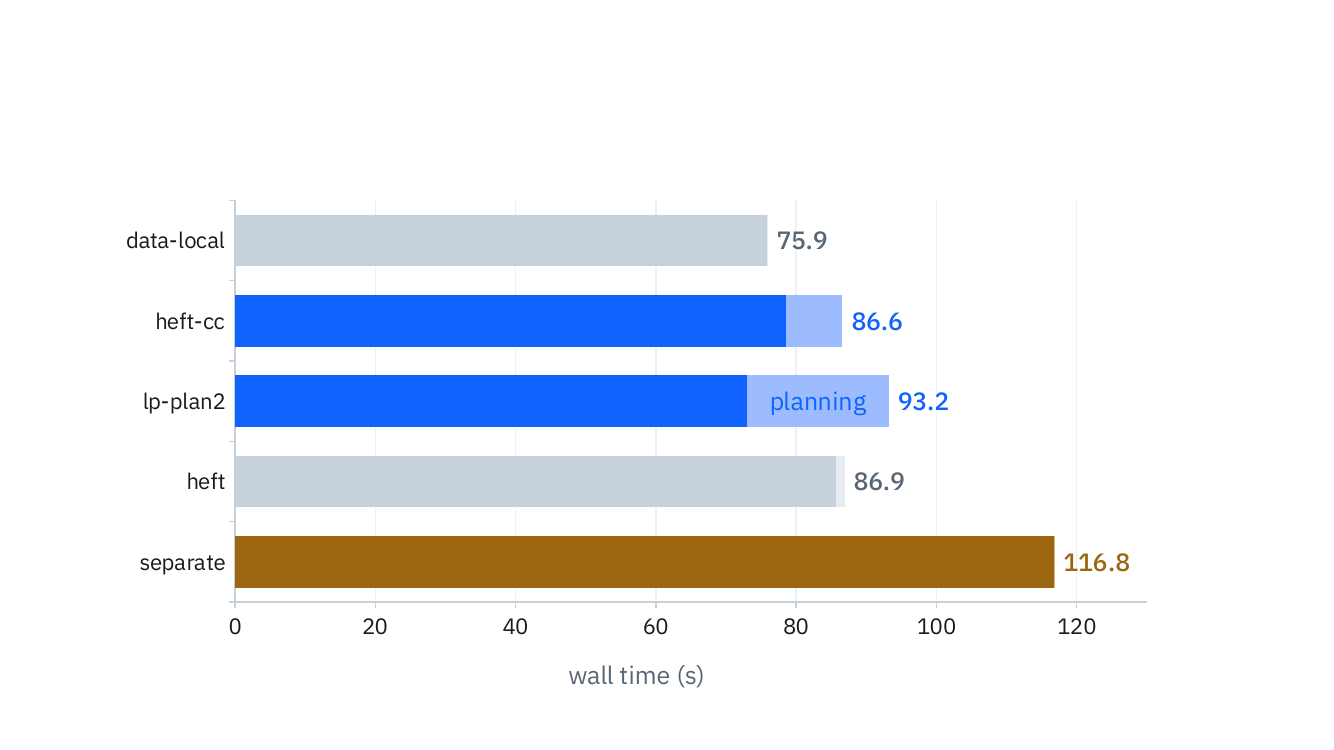 data-local 75.9
heft-cc 86.6
lp-plan2 planning 93.2
heft 86.9
separate 116.8
0 20 40 60 80 100 120
wall time (s)